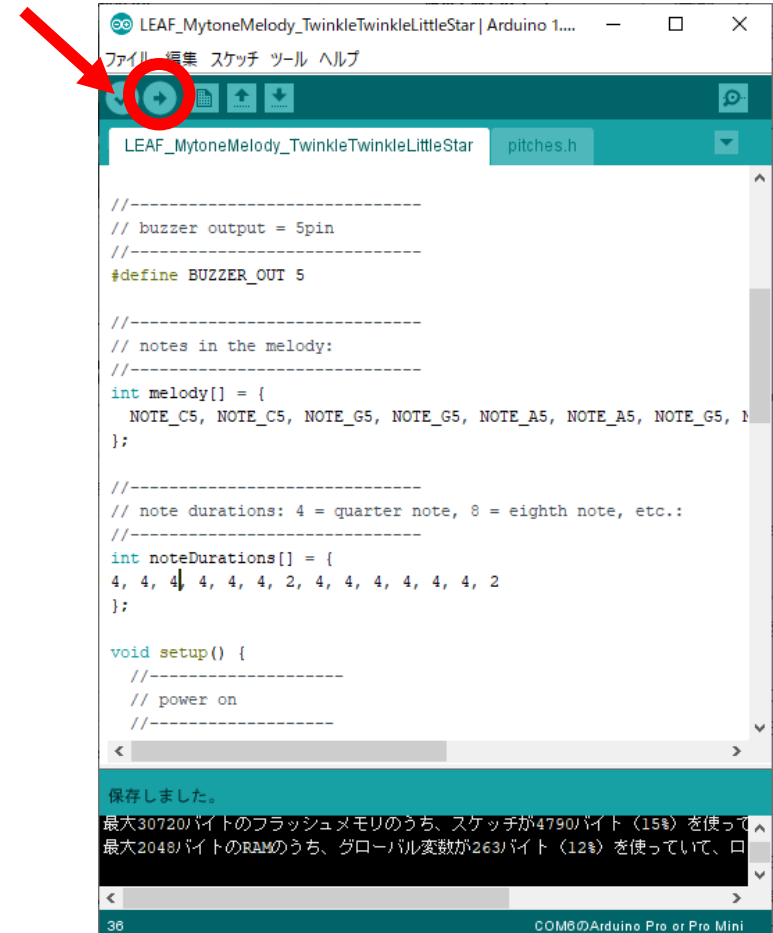 LEAF_MytoneMelody_TwinkleTwinkleLittleStar | Arduino 1....
ファイル 編集 スケッチ ツール ヘルプ
LEAF_MytoneMelody_TwinkleTwinkleLittleStar pitches.h
//------------------------------
// buzzer output = 5pin
//------------------------------
#define BUZZER_OUT 5
//------------------------------
// notes in the melody:
//------------------------------
int melody[] = {
NOTE_C5, NOTE_C5, NOTE_G5, NOTE_G5, NOTE_A5, NOTE_A5, NOTE_G5,
};
//------------------------------
// note durations: 4 = quarter note, 8 = eighth note, etc.:
//------------------------------
int noteDurations[] = {
4, 4, 4, 4, 4, 4, 2, 4, 4, 4, 4, 4, 4, 2
};
void setup() {
//--------------------
// power on
//-------------------
保存しました。
最大30720バイトのフラッシュメモリのうち、スケッチが4790バイト（15%）を使って
最大2048バイトのRAMのうち、グローバル変数が263バイト（12%）を使っていて、ロ
36 COM6のArduino Pro or Pro Mini